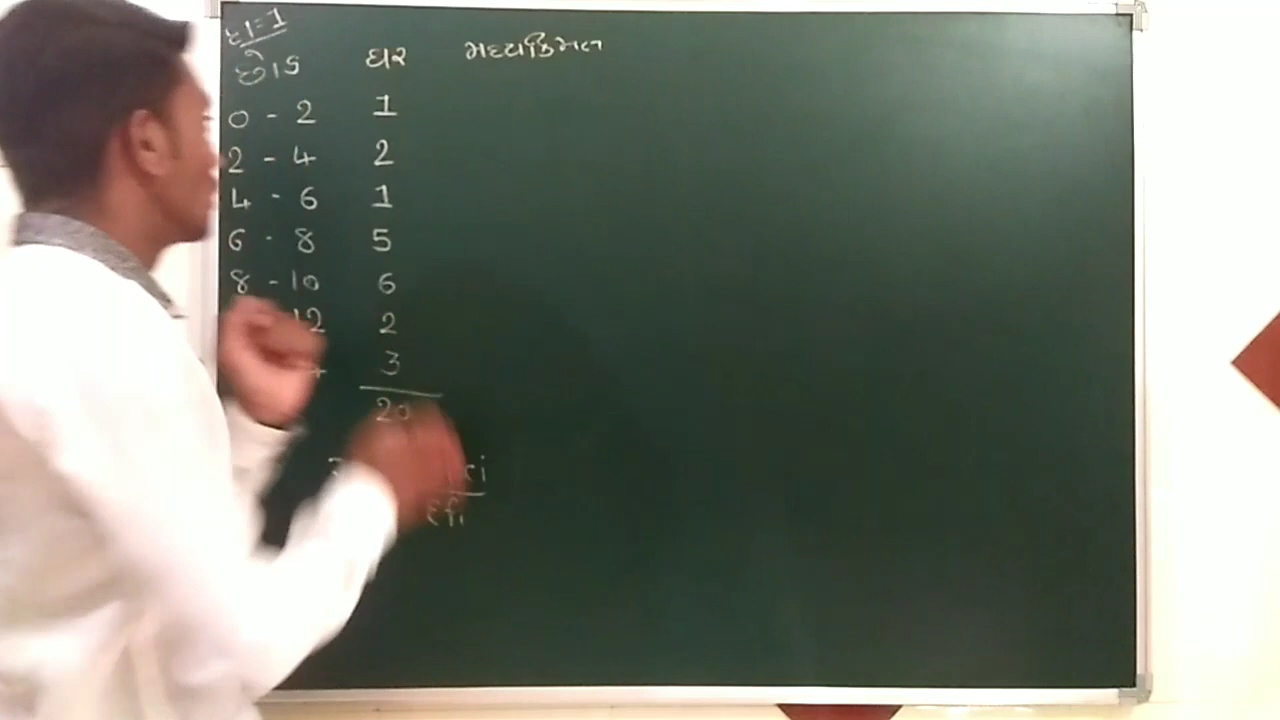 દા=1
છોડ ઘર મધ્યકિંમત
0 - 2 1
2 - 4 2
4 - 6 1
6 - 8 5
8 - 10 6
12 2
3
20